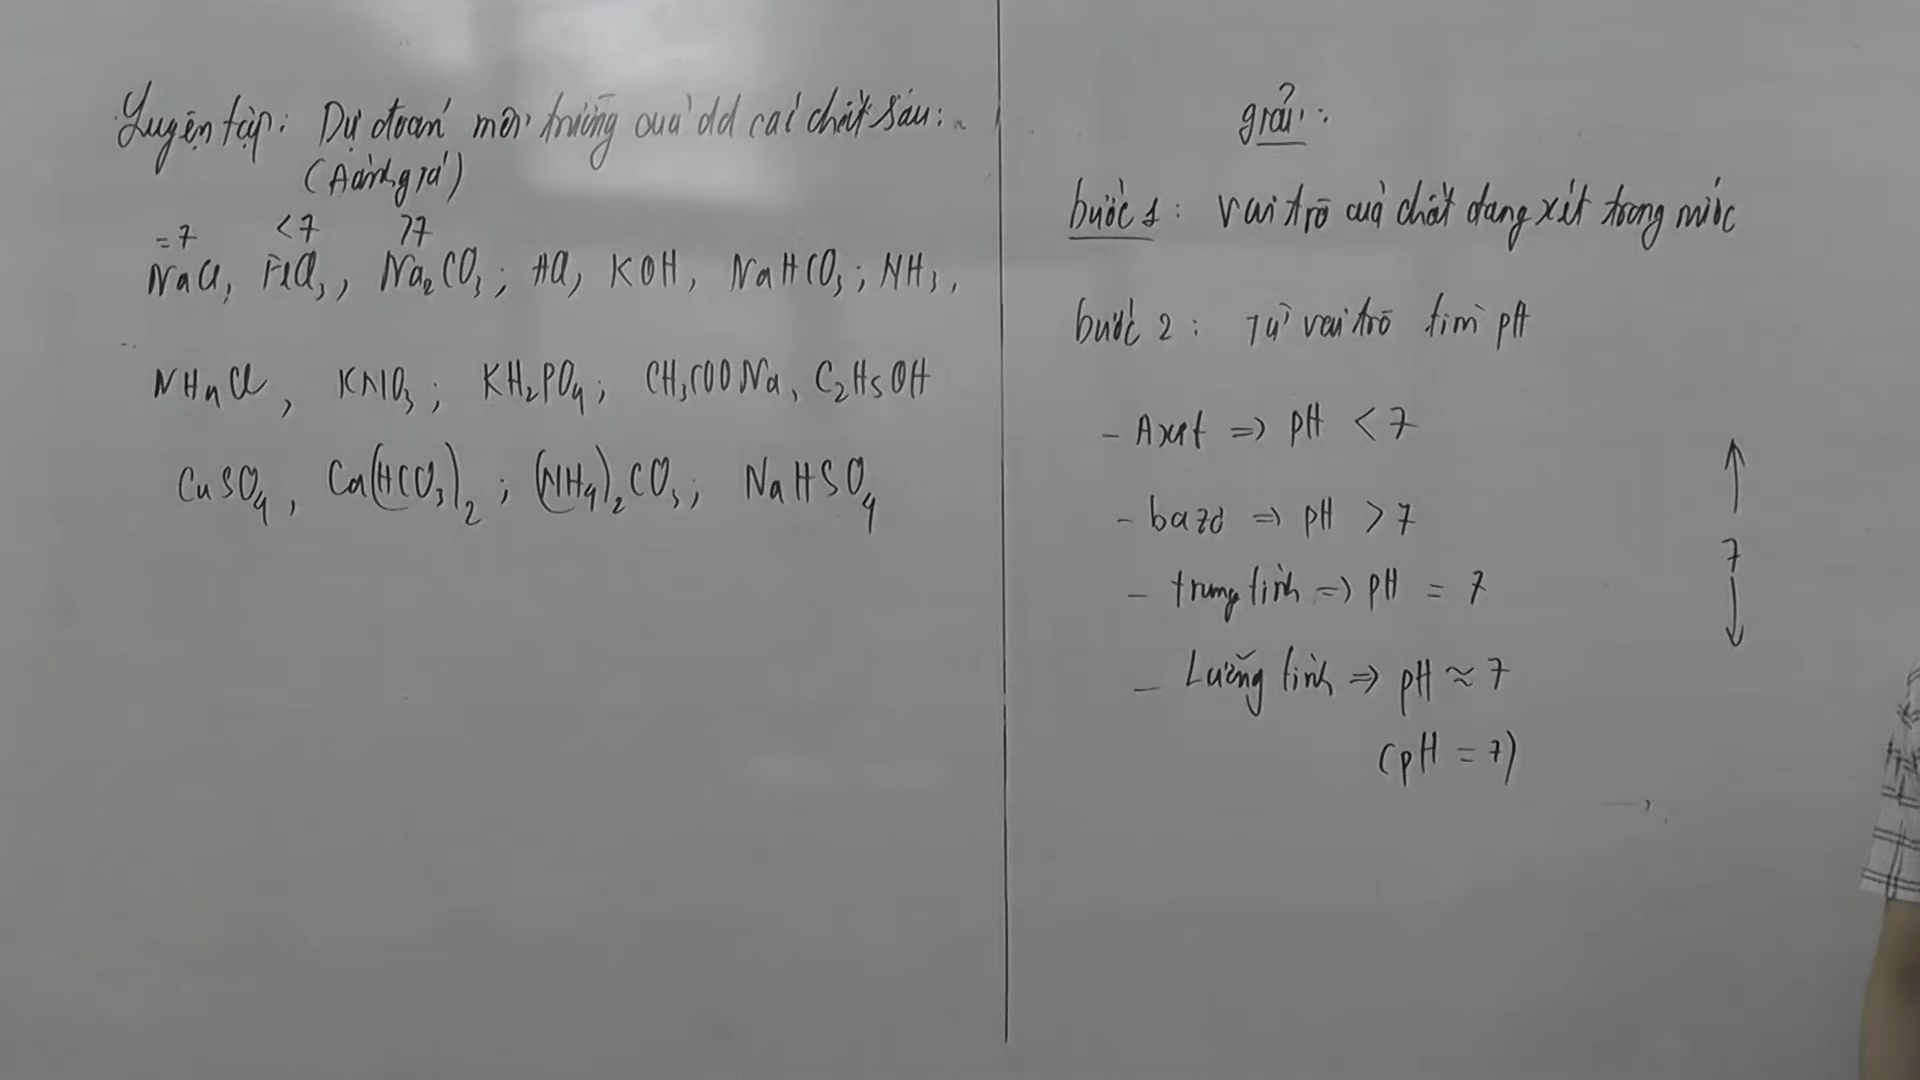 Luyện tập: Dự đoán môi trường của dd các chất sau:
(Đánh giá)
=7 <7 >7
NaCl, FeCl₃, Na₂CO₃; HCl, KOH, NaHCO₃; NH₃,
NH₄Cl, KNO₃; KH₂PO₄; CH₃COONa, C₂H₅OH
CuSO₄, Ca(HCO₃)₂; (NH₄)₂CO₃; NaHSO₄
giải:
bước 1: vai trò của chất đang xét trong nước
bước 2: Từ vai trò tìm pH
- Axit => pH < 7
- bazơ => pH > 7
- trung tính => pH = 7
- Lưỡng tính => pH ≈ 7
(pH = 7)
↑
7
↓